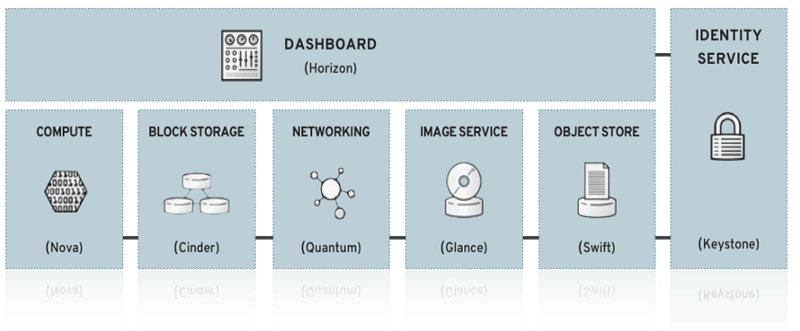 DASHBOARD
(Horizon)
IDENTITY
SERVICE
(Keystone)
COMPUTE
(Nova)
BLOCK STORAGE
(Cinder)
NETWORKING
(Quantum)
IMAGE SERVICE
(Glance)
OBJECT STORE
(Swift)